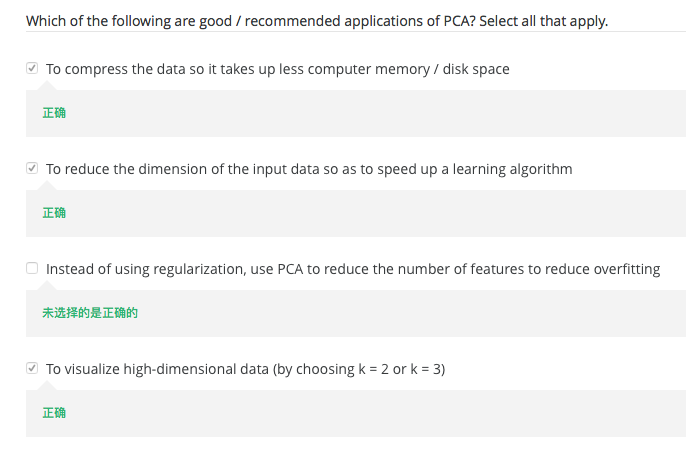 Which of the following are good / recommended applications of PCA? Select all that apply.
To compress the data so it takes up less computer memory / disk space
正确
To reduce the dimension of the input data so as to speed up a learning algorithm
正确
Instead of using regularization, use PCA to reduce the number of features to reduce overfitting
未选择的是正确的
To visualize high-dimensional data (by choosing k = 2 or k = 3)
正确